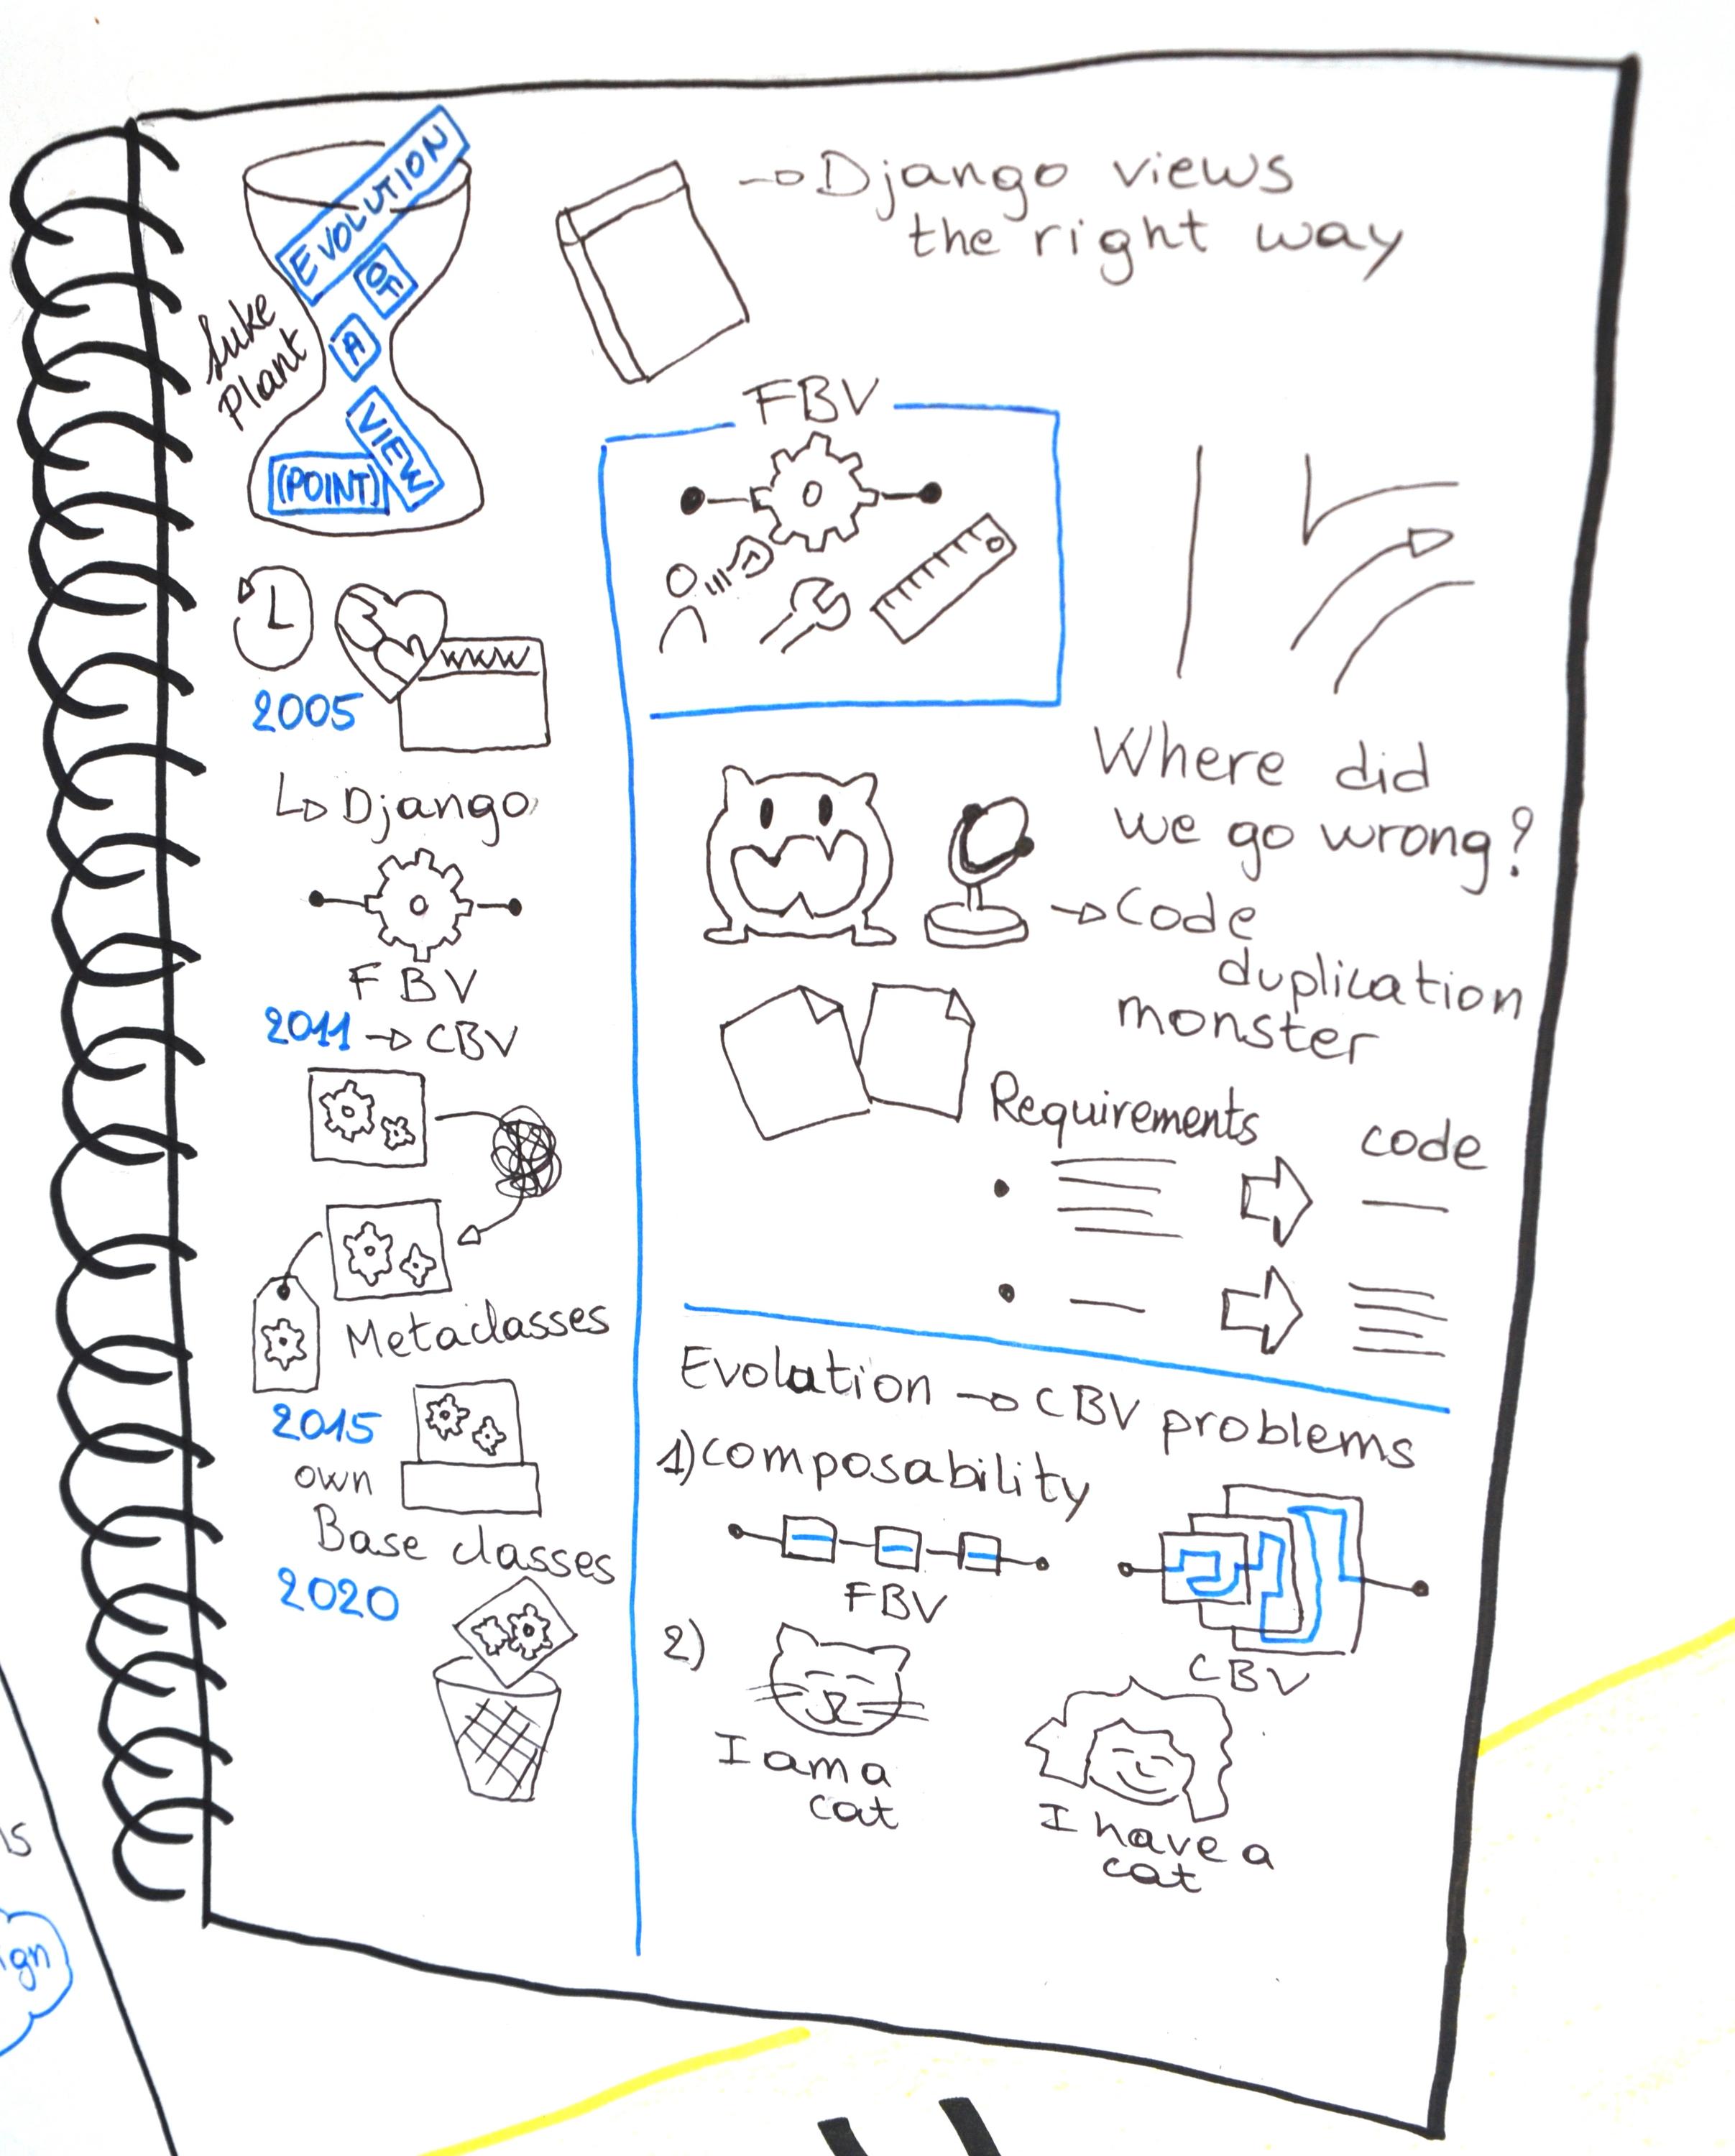 EVOLUTION
OF
A
VIEW
(POINT)
Luke
Plant
Django views
the right way
2005
www
Django
FBV
2011 → CBV
Metaclasses
2015
own
Base classes
2020
FBV
Where did
we go wrong?
Code
duplication
monster
Requirements
code
Evolation → CBV problems
1) composability
FBV
CBV
2)
I am a
cat
I have a
cat
ign